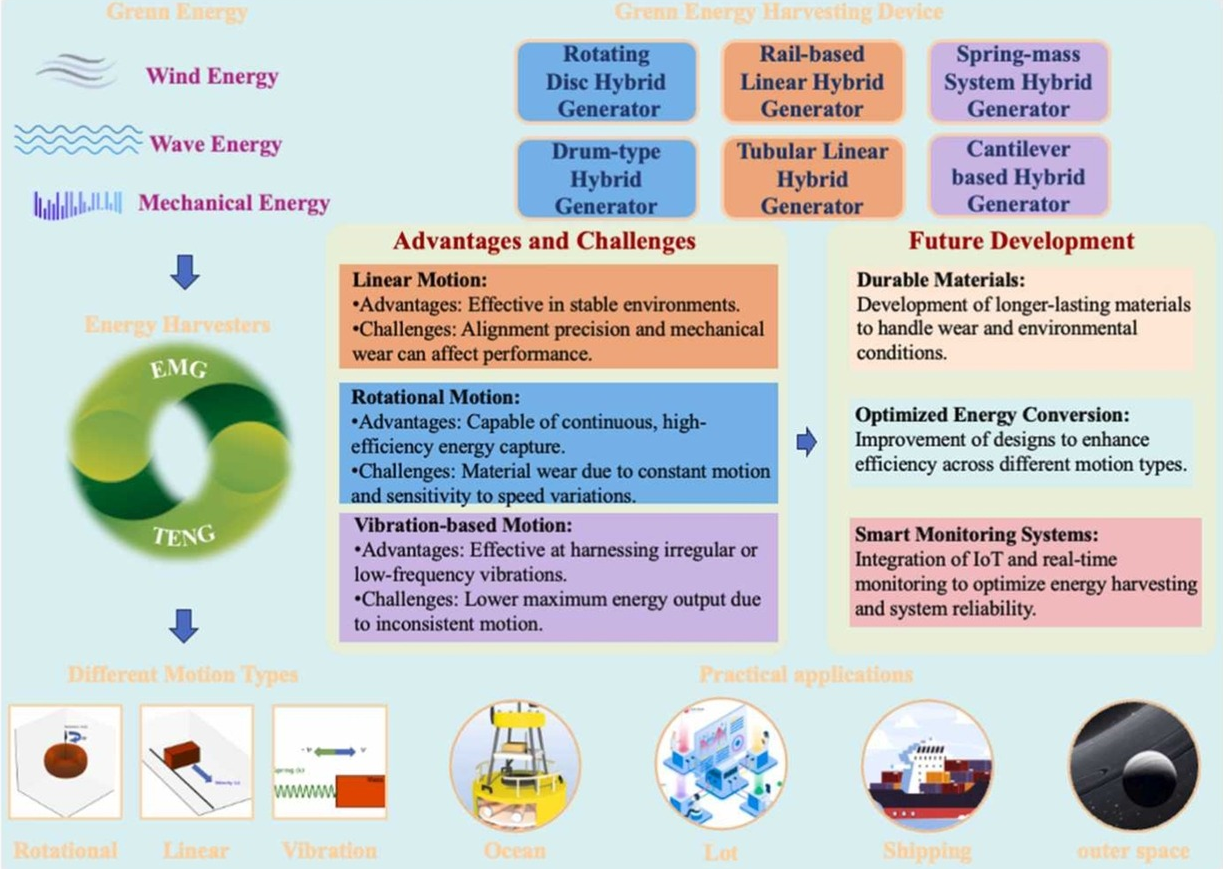 Grenn Energy
Wind Energy
Wave Energy
Mechanical Energy
Energy Harvesters
EMG
TENG
Grenn Energy Harvesting Device
Rotating
Disc Hybrid
Generator
Rail-based
Linear Hybrid
Generator
Spring-mass
System Hybrid
Generator
Drum-type
Hybrid
Generator
Tubular Linear
Hybrid
Generator
Cantilever
based Hybrid
Generator
Advantages and Challenges
Linear Motion:
•Advantages: Effective in stable environments.
•Challenges: Alignment precision and mechanical
wear can affect performance.
Rotational Motion:
•Advantages: Capable of continuous, high-
efficiency energy capture.
•Challenges: Material wear due to constant motion
and sensitivity to speed variations.
Vibration-based Motion:
•Advantages: Effective at harnessing irregular or
low-frequency vibrations.
•Challenges: Lower maximum energy output due
to inconsistent motion.
Future Development
Durable Materials:
Development of longer-lasting materials
to handle wear and environmental
conditions.
Optimized Energy Conversion:
Improvement of designs to enhance
efficiency across different motion types.
Smart Monitoring Systems:
Integration of IoT and real-time
monitoring to optimize energy harvesting
and system reliability.
Different Motion Types
Velocity (v)
- v
v
spring (k)
Mass
Rotational
Linear
Vibration
Practical applications
Ocean
Lot
Shipping
outer space